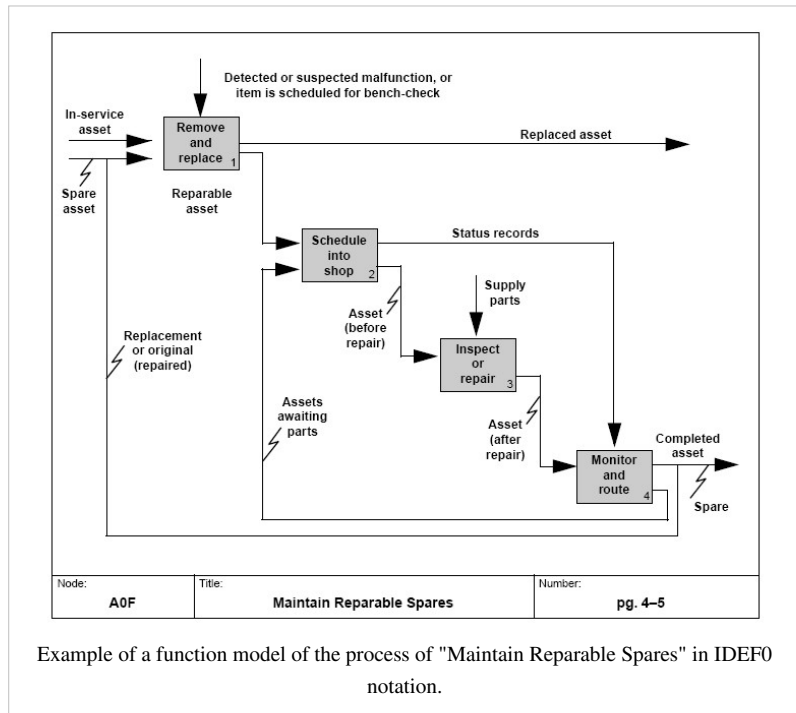 Detected or suspected malfunction, or
item is scheduled for bench-check
In-service
asset
Remove
and
replace
1
Replaced asset
Spare
asset
Reparable
asset
Schedule
into
shop
2
Status records
Supply
parts
Asset
(before
repair)
Replacement
or original
(repaired)
Inspect
or
repair
3
Assets
awaiting
parts
Asset
(after
repair)
Completed
asset
Monitor
and
route
4
Spare
Node:
A0F
Title:
Maintain Reparable Spares
Number:
pg. 4–5
Example of a function model of the process of "Maintain Reparable Spares" in IDEF0
notation.